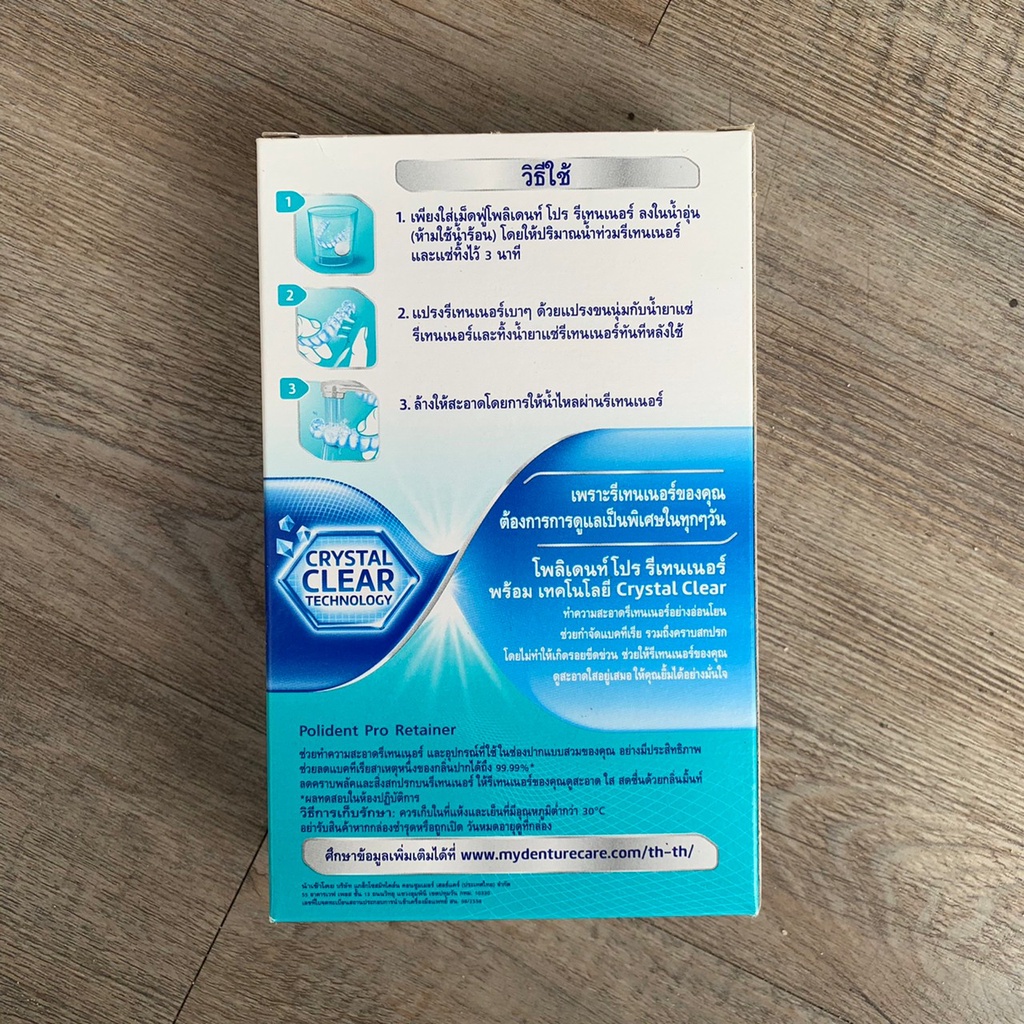 วิธีใช้
1
1. เพียงใส่เม็ดฟู่โพลิเดนท์ โปร รีเทนเนอร์ ลงในน้ำอุ่น
(ห้ามใช้น้ำร้อน) โดยให้ปริมาณน้ำท่วมรีเทนเนอร์
และแช่ทิ้งไว้ 3 นาที
2
2. แปรงรีเทนเนอร์เบาๆ ด้วยแปรงขนนุ่มกับน้ำยาแช่
รีเทนเนอร์และทิ้งน้ำยาแช่รีเทนเนอร์ทันทีหลังใช้
3
3. ล้างให้สะอาดโดยการให้น้ำไหลผ่านรีเทนเนอร์
เพราะรีเทนเนอร์ของคุณ
ต้องการการดูแลเป็นพิเศษในทุกๆวัน
CRYSTAL
CLEAR
TECHNOLOGY
โพลิเดนท์ โปร รีเทนเนอร์
พร้อม เทคโนโลยี Crystal Clear
ทำความสะอาดรีเทนเนอร์อย่างอ่อนโยน
ช่วยกำจัดแบคทีเรีย รวมถึงคราบสกปรก
โดยไม่ทำให้เกิดรอยขีดข่วน ช่วยให้รีเทนเนอร์ของคุณ
ดูสะอาดใสอยู่เสมอ ให้คุณยิ้มได้อย่างมั่นใจ
Polident Pro Retainer
ช่วยทำความสะอาดรีเทนเนอร์ และอุปกรณ์ที่ใช้ในช่องปากแบบสวมของคุณ อย่างมีประสิทธิภาพ
ช่วยลดแบคทีเรียสาเหตุหนึ่งของกลิ่นปากได้ถึง 99.99%*
ลดคราบพลัคและสิ่งสกปรกบนรีเทนเนอร์ ให้รีเทนเนอร์ของคุณดูสะอาด ใส สดชื่นด้วยกลิ่นมิ้นท์
*ผลทดสอบในห้องปฏิบัติการ
วิธีการเก็บรักษา: ควรเก็บในที่แห้งและเย็นที่มีอุณหภูมิต่ำกว่า 30°C
อย่ารับสินค้าหากกล่องชำรุดหรือถูกเปิด วันหมดอายุดูที่กล่อง
ศึกษาข้อมูลเพิ่มเติมได้ที่ www.mydenturecare.com/th-th/